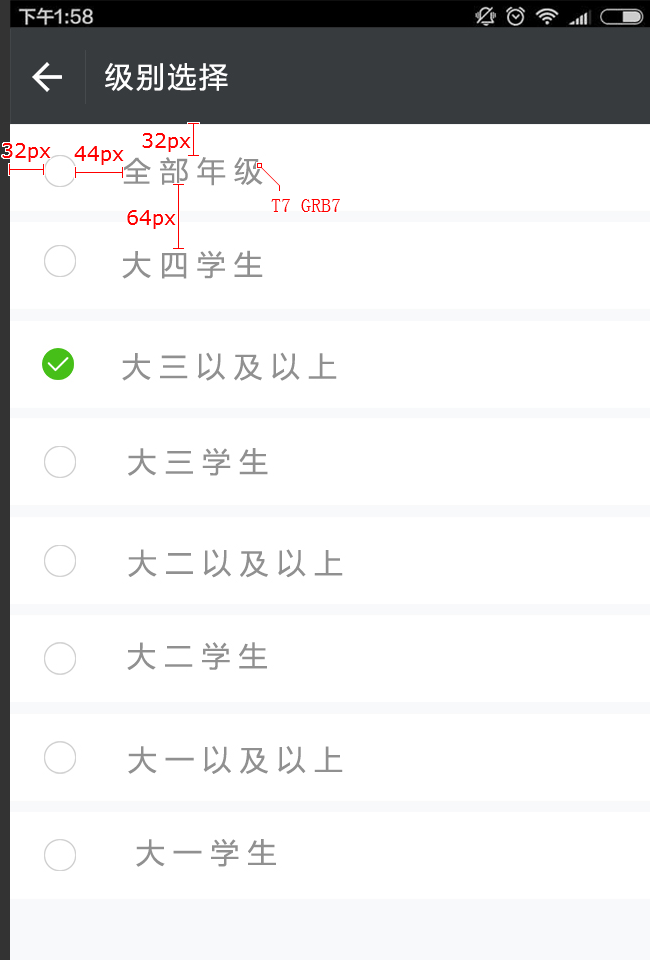 下午1:58
级别选择
32px
32px 44px
全部年级
T7 GRB7
64px
大四学生
大三以及以上
大三学生
大二以及以上
大二学生
大一以及以上
大一学生